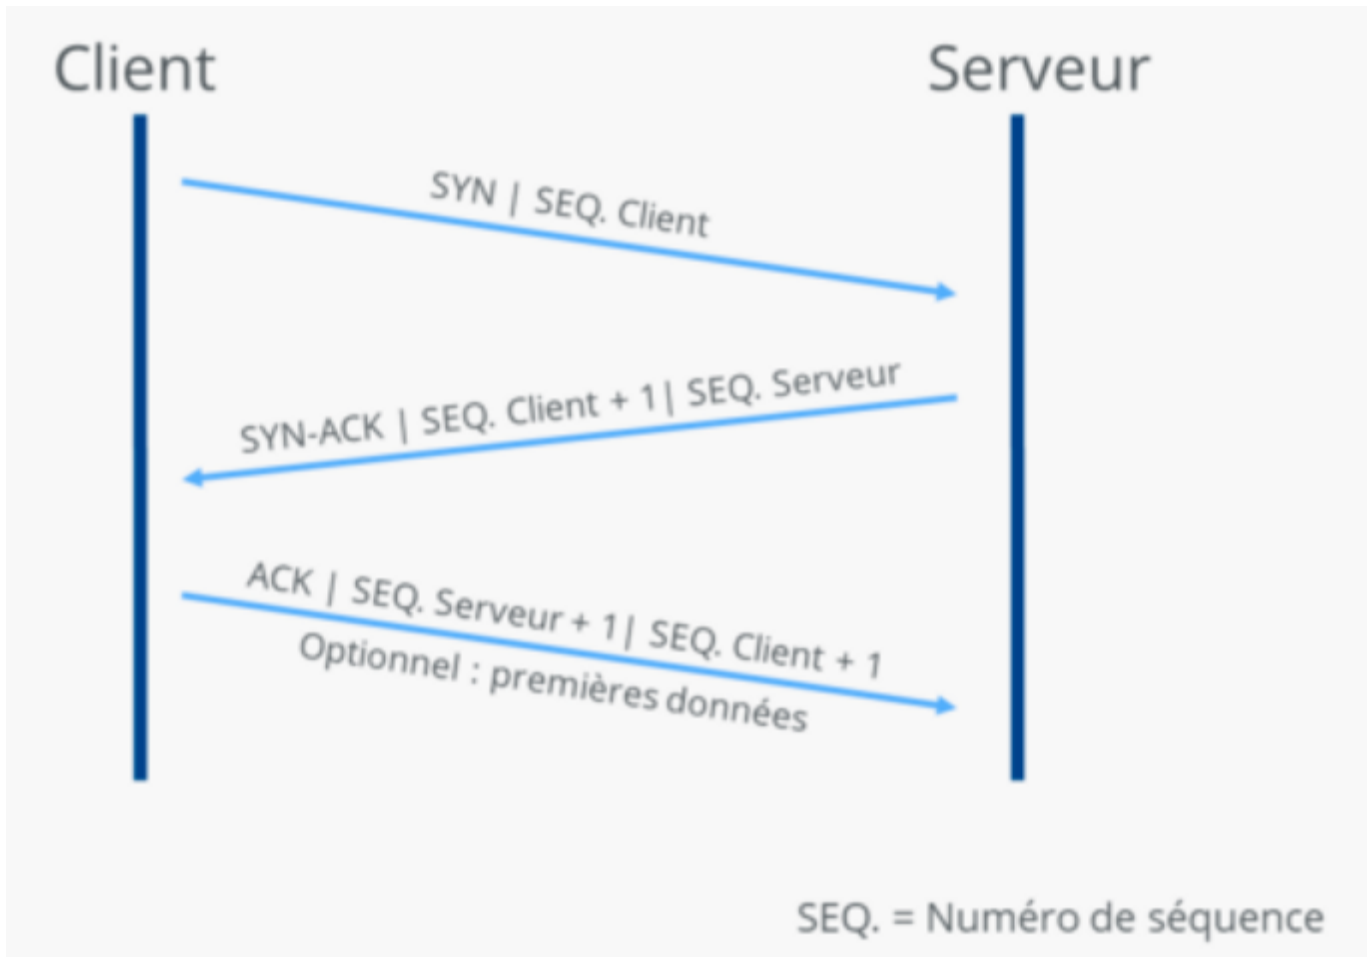 Client
Serveur
SYN | SEQ. Client
SYN-ACK | SEQ. Client + 1| SEQ. Serveur
ACK | SEQ. Serveur + 1| SEQ. Client + 1
Optionnel : premières données
SEQ. = Numéro de séquence